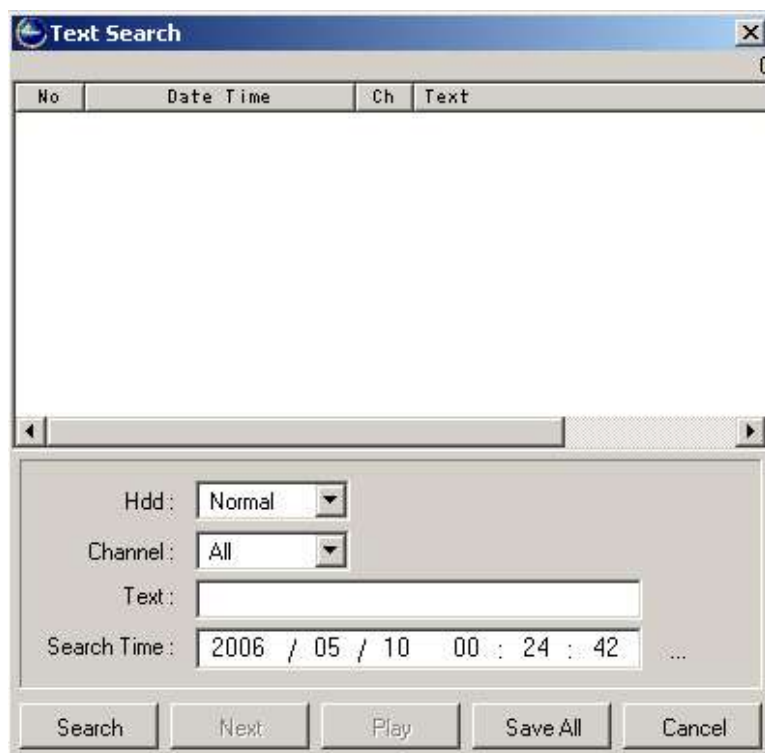 Text Search
No Date Time Ch Text
Hdd : Normal
Channel : All
Text :
Search Time : 2006 / 05 / 10 00 : 24 : 42 ...
Search Next Play Save All Cancel